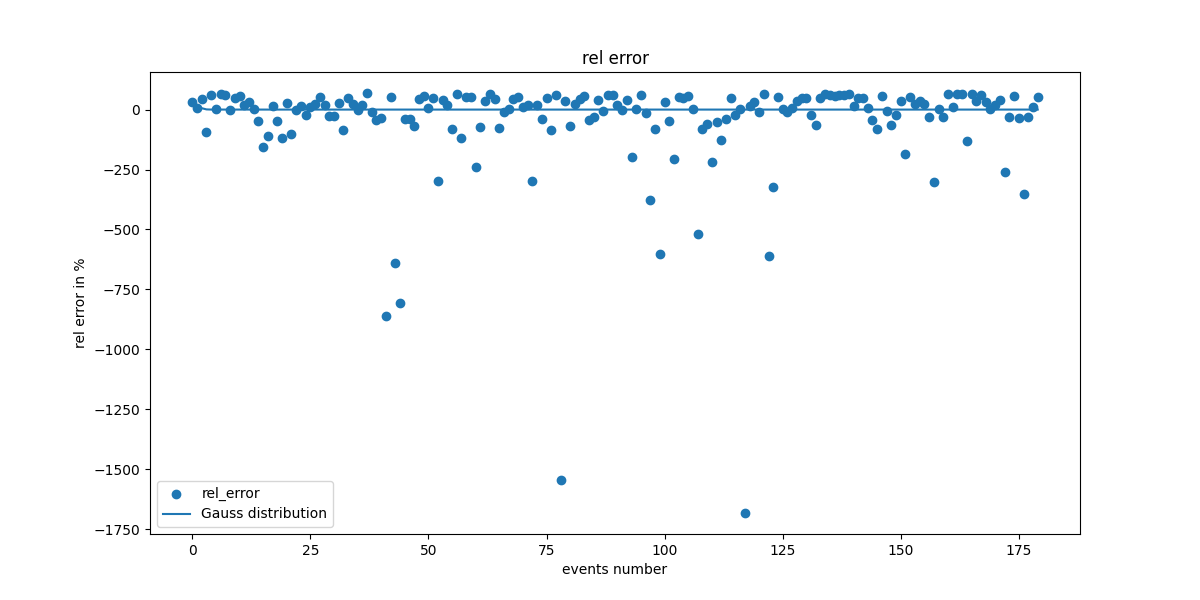 rel error
rel error in %
0
−250
−500
−750
−1000
−1250
−1500
−1750
rel_error
Gauss distribution
0 25 50 75 100 125 150 175
events number